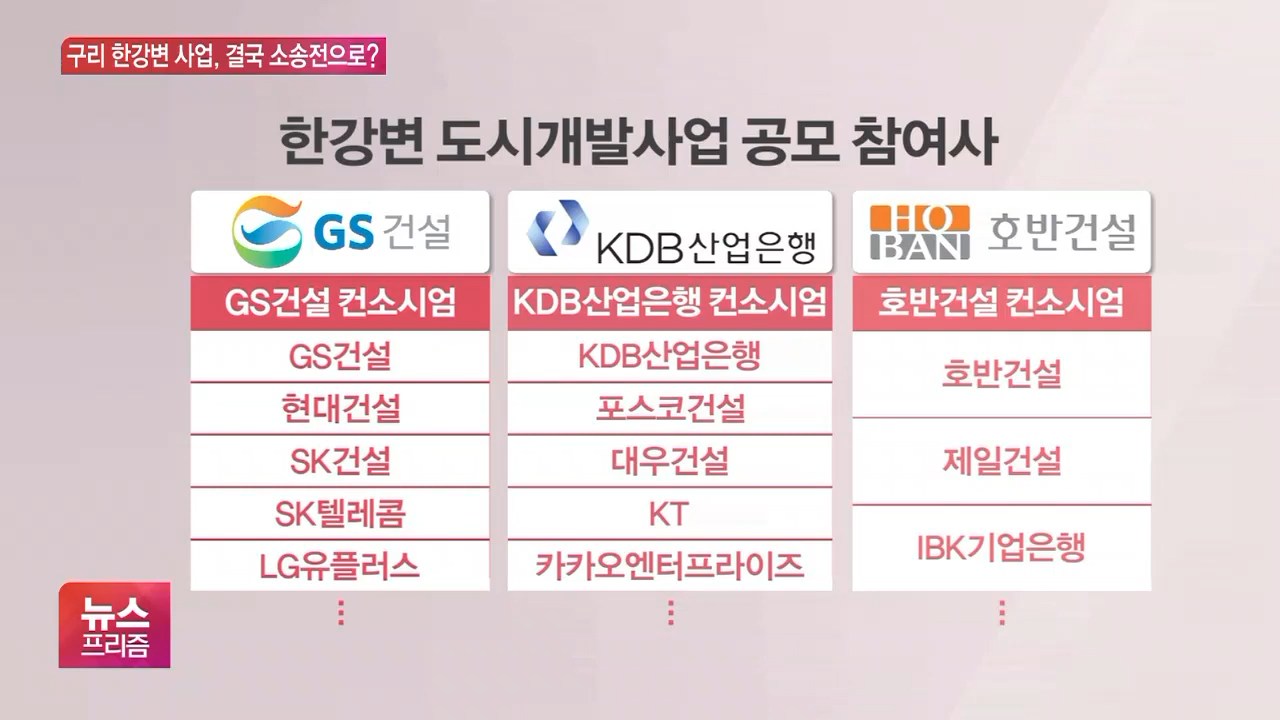 구리 한강변 사업, 결국 소송전으로?
한강변 도시개발사업 공모 참여사
GS 건설
KDB산업은행
HO
BAN
호반건설
GS건설 컨소시엄
KDB산업은행 컨소시엄
호반건설 컨소시엄
GS건설
현대건설
SK건설
SK텔레콤
LG유플러스
KDB산업은행
포스코건설
대우건설
KT
카카오엔터프라이즈
호반건설
제일건설
IBK기업은행
뉴스
프리즘